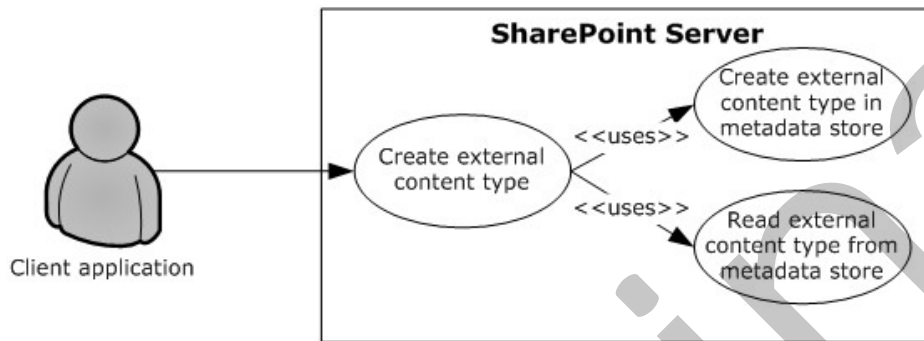 SharePoint Server
Create external
content type in
metadata store
<<uses>>
Create external
content type
<<uses>>
Read external
content type from
metadata store
Client application